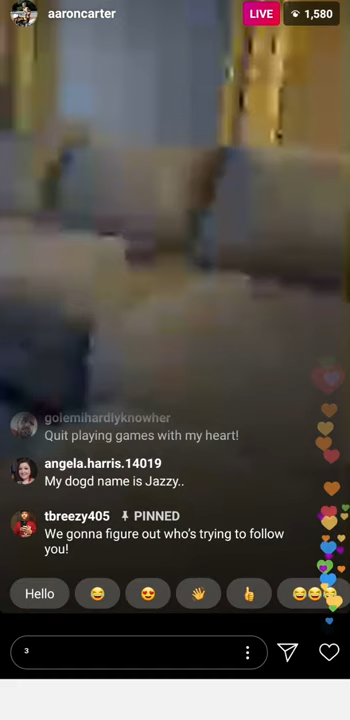 aaroncarter
LIVE
1,580
golemihardlyknowher
Quit playing games with my heart!
angela.harris.14019
My dogd name is Jazzy..
tbreezy405 PINNED
We gonna figure out who's trying to follow
you!
Hello
3